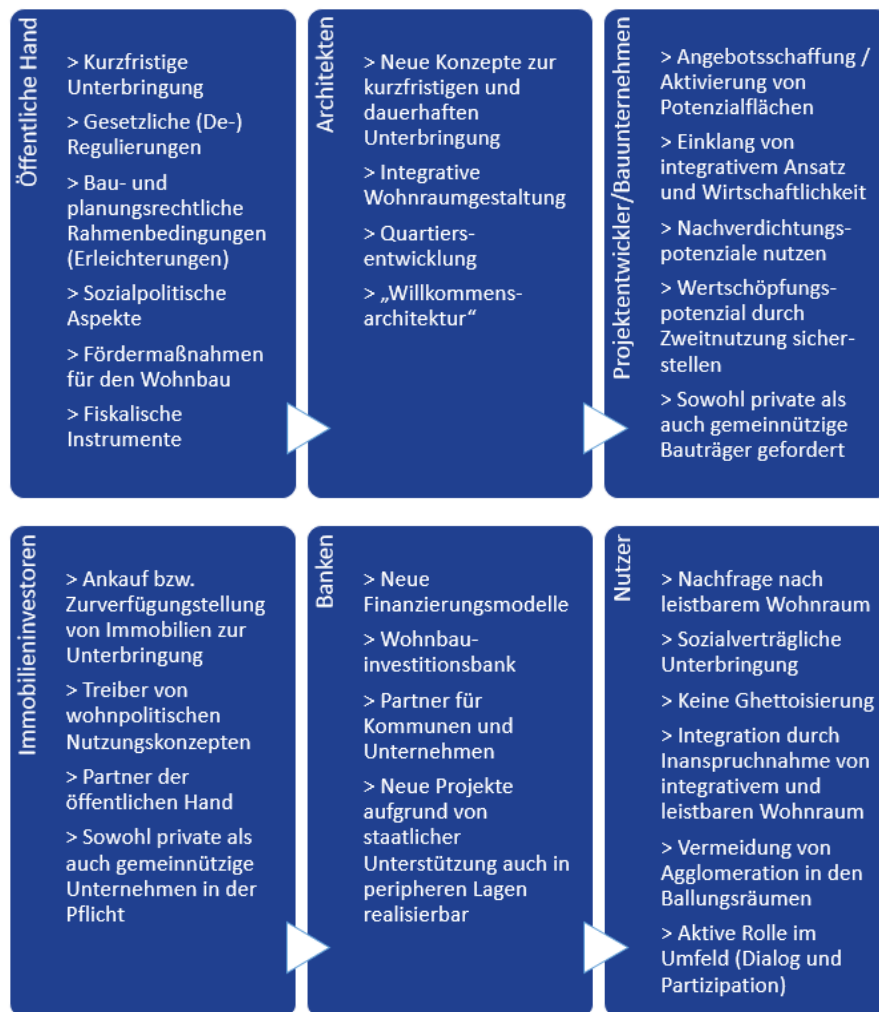 Öffentliche Hand
> Kurzfristige
Unterbringung
> Gesetzliche (De-)
Regulierungen
> Bau- und
planungsrechtliche
Rahmenbedingungen
(Erleichterungen)
> Sozialpolitische
Aspekte
> Fördermaßnahmen
für den Wohnbau
> Fiskalische
Instrumente
Architekten
> Neue Konzepte zur
kurzfristigen und
dauerhaften
Unterbringung
> Integrative
Wohnraumgestaltung
> Quartiers-
entwicklung
> „Willkommens-
architektur“
Projektentwickler/Bauunternehmen
> Angebotsschaffung /
Aktivierung von
Potenzialflächen
> Einklang von
integrativem Ansatz
und Wirtschaftlichkeit
> Nachverdichtungs-
potenziale nutzen
> Wertschöpfungs-
potenzial durch
Zweitnutzung sicher-
stellen
> Sowohl private als
auch gemeinnützige
Bauträger gefordert
Immobilieninvestoren
> Ankauf bzw.
Zurverfügungstellung
von Immobilien zur
Unterbringung
> Treiber von
wohnpolitischen
Nutzungskonzepten
> Partner der
öffentlichen Hand
> Sowohl private als
auch gemeinnützige
Unternehmen in der
Pflicht
Banken
> Neue
Finanzierungsmodelle
> Wohnbau-
investitionsbank
> Partner für
Kommunen und
Unternehmen
> Neue Projekte
aufgrund von
staatlicher
Unterstützung auch in
peripheren Lagen
realisierbar
Nutzer
> Nachfrage nach
leistbarem Wohnraum
> Sozialverträgliche
Unterbringung
> Keine Ghettoisierung
> Integration durch
Inanspruchnahme von
integrativem und
leistbaren Wohnraum
> Vermeidung von
Agglomeration in den
Ballungsräumen
> Aktive Rolle im
Umfeld (Dialog und
Partizipation)